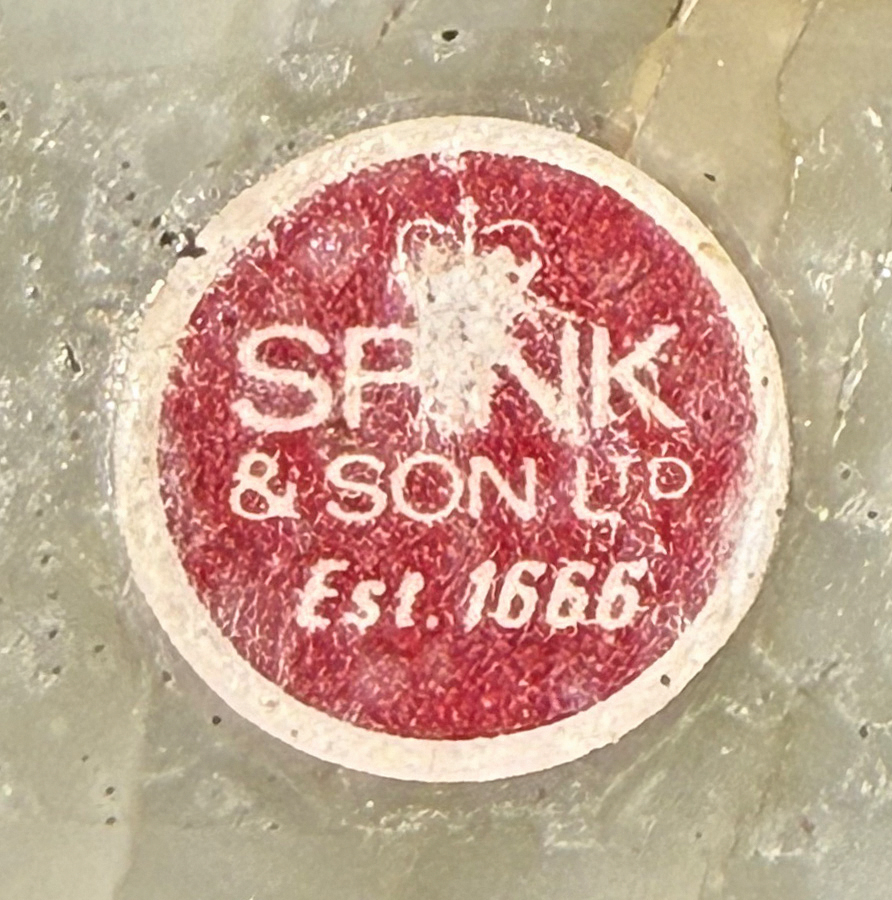 SPINK
& SON LTD
Est. 1666